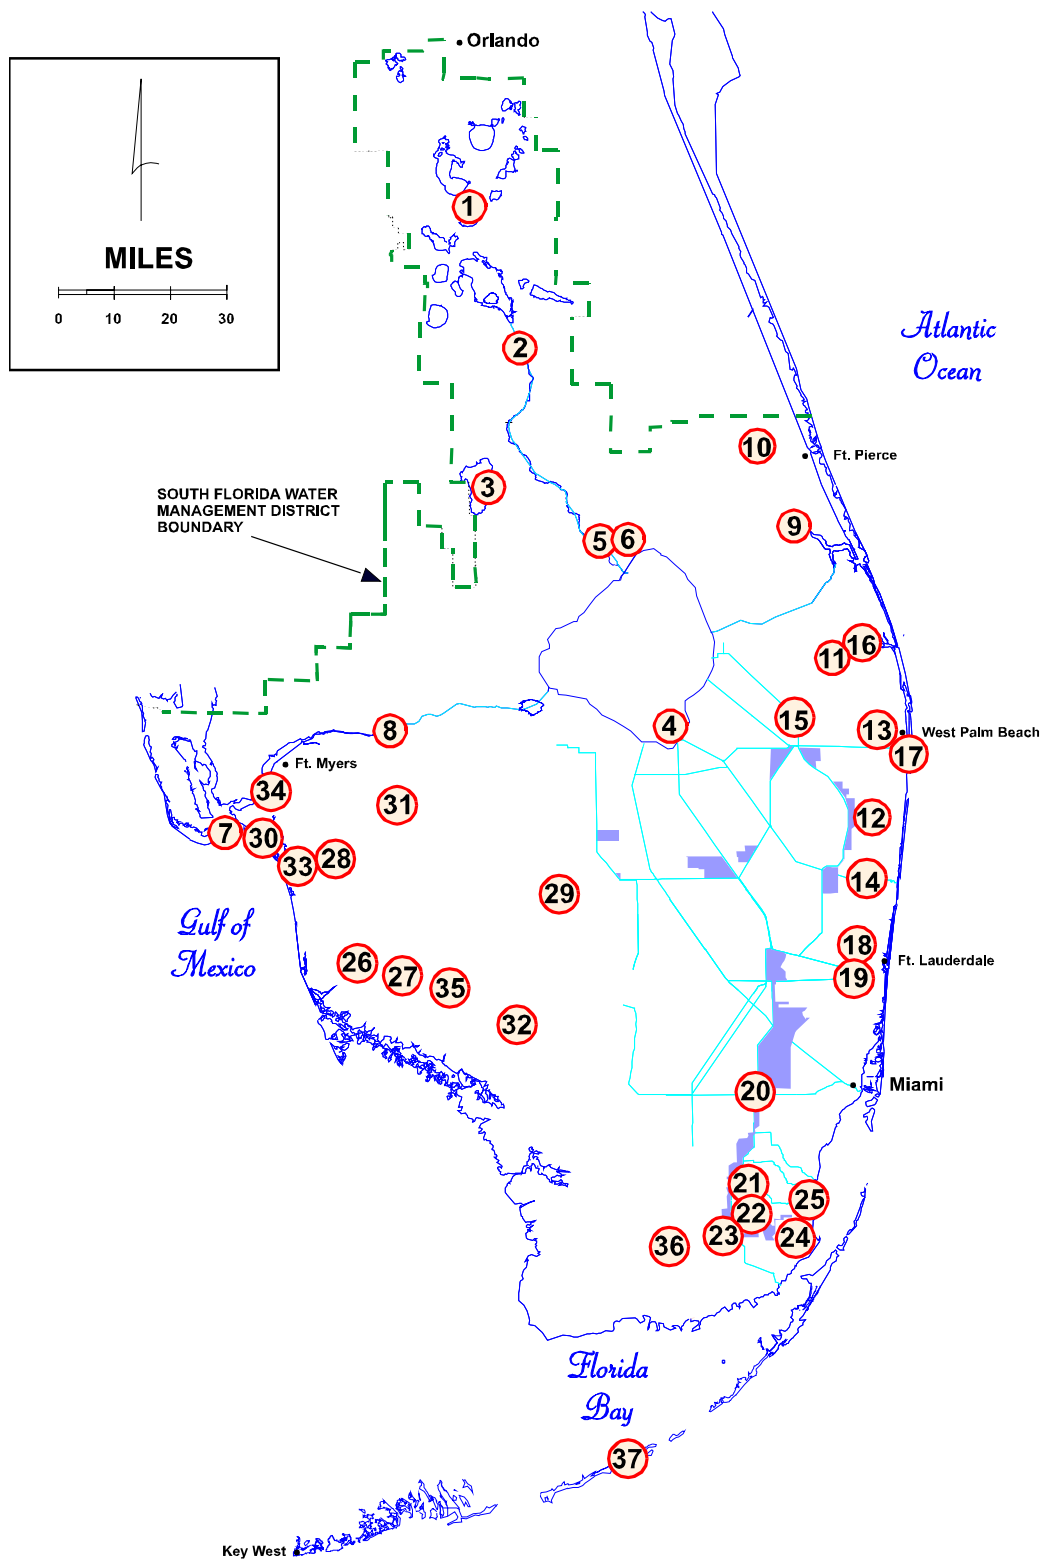 Orlando
1
MILES
0 10 20 30
Atlantic
Ocean
2
10
Ft. Pierce
3
SOUTH FLORIDA WATER
MANAGEMENT DISTRICT
BOUNDARY
9
5 6
16
11
4
15
13
West Palm Beach
17
8
Ft. Myers
34
31
7
30
12
33
28
14
29
Gulf of
Mexico
18
26
27
35
Ft. Lauderdale
19
32
20
Miami
21
25
22
23
24
36
Florida
Bay
37
Key West